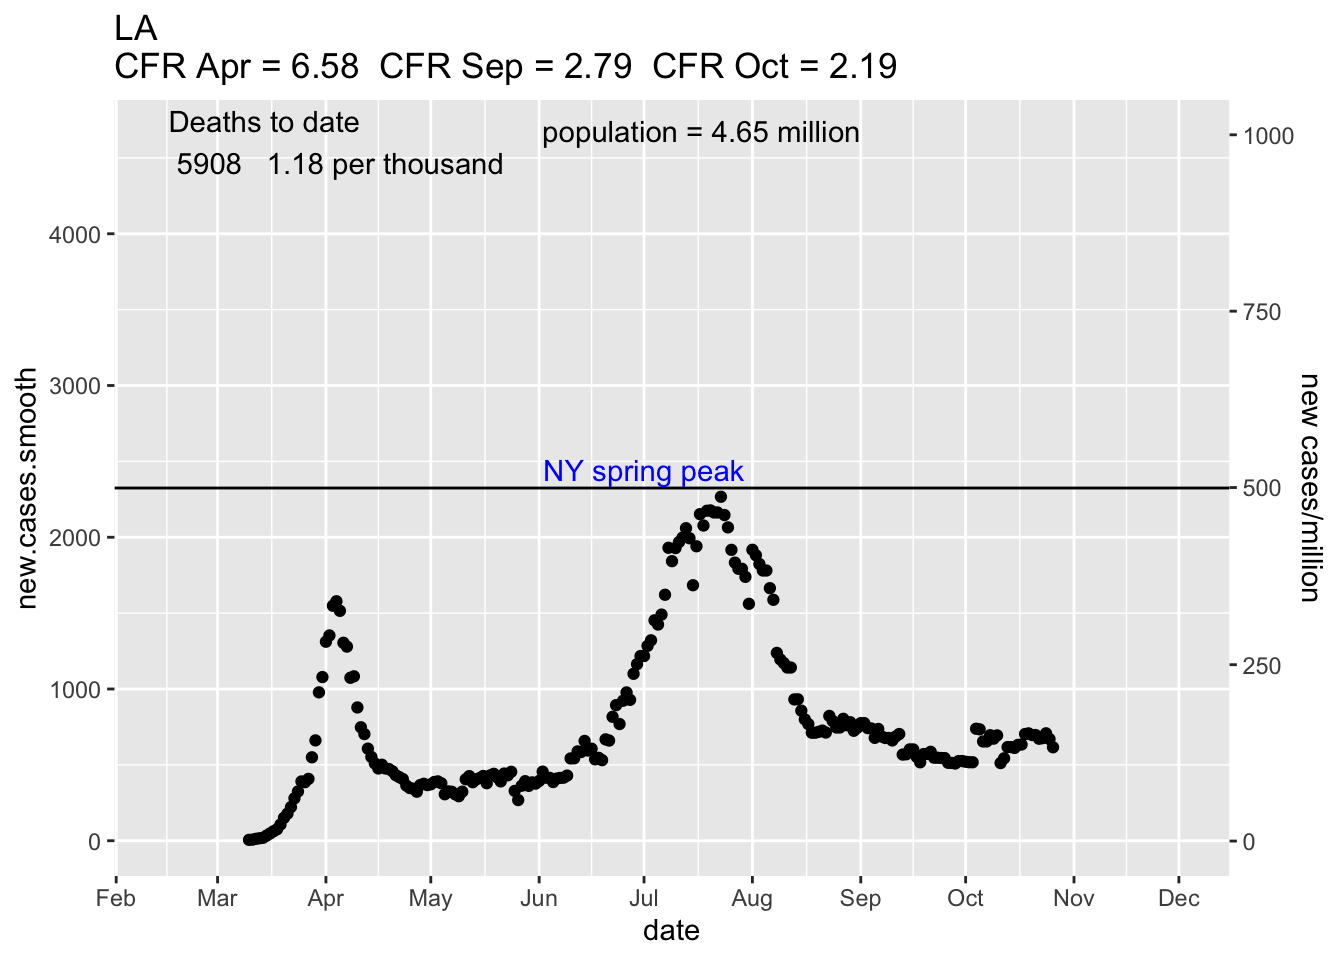 LA
CFR Apr = 6.58  CFR Sep = 2.79  CFR Oct = 2.19
Deaths to date
5908   1.18 per thousand
population = 4.65 million
NY spring peak
new.cases.smooth
4000
3000
2000
1000
0
1000
750
500
250
0
new cases/million
Feb Mar Apr May Jun Jul Aug Sep Oct Nov Dec
date